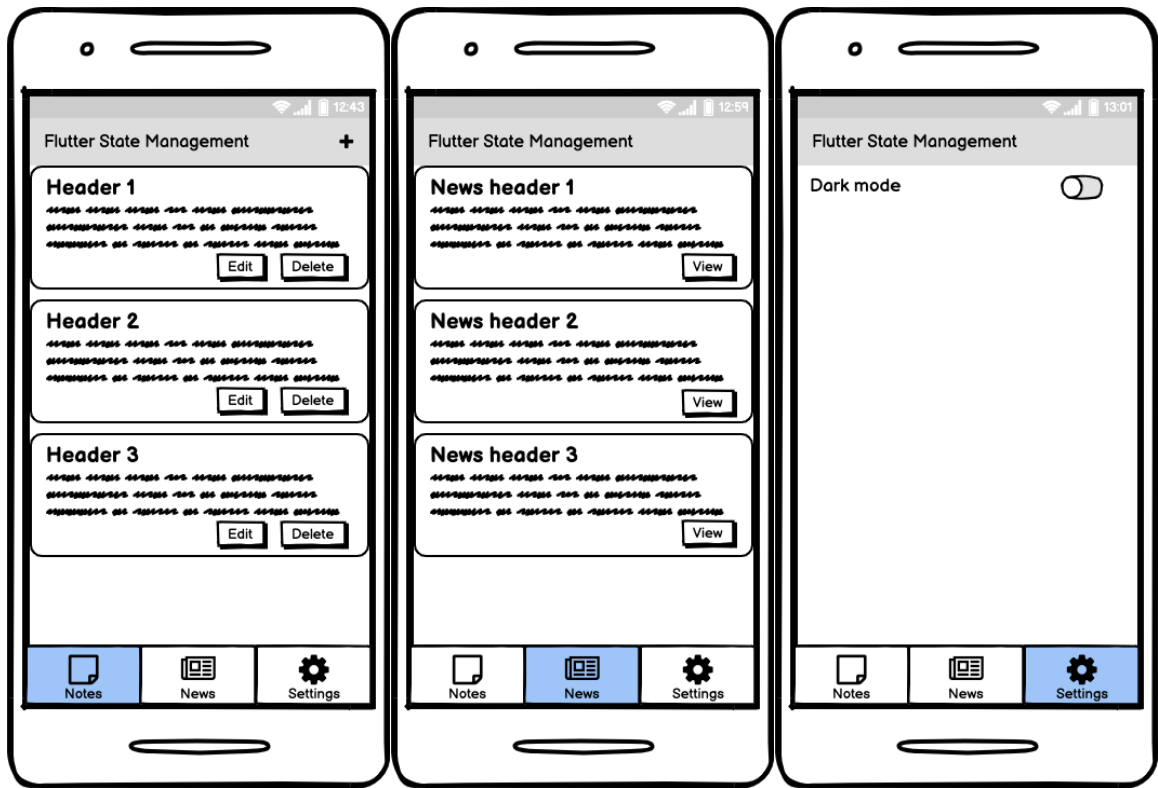 12:43
Flutter State Management +
Header 1
Edit Delete
Header 2
Edit Delete
Header 3
Edit Delete
Notes News Settings
12:59
Flutter State Management
News header 1
View
News header 2
View
News header 3
View
Notes News Settings
13:01
Flutter State Management
Dark mode
Notes News Settings